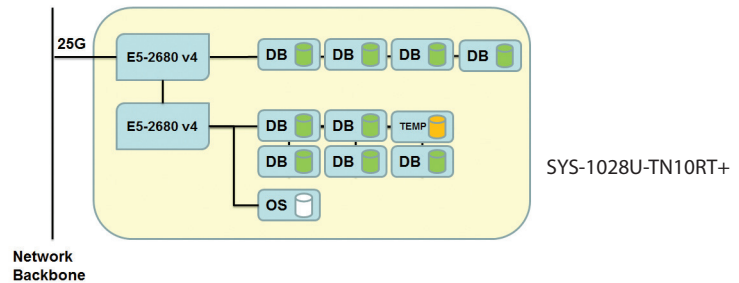 25G
E5-2680 v4
DB DB DB DB
E5-2680 v4
DB DB TEMP
DB DB DB
SYS-1028U-TN10RT+
OS
Network
Backbone